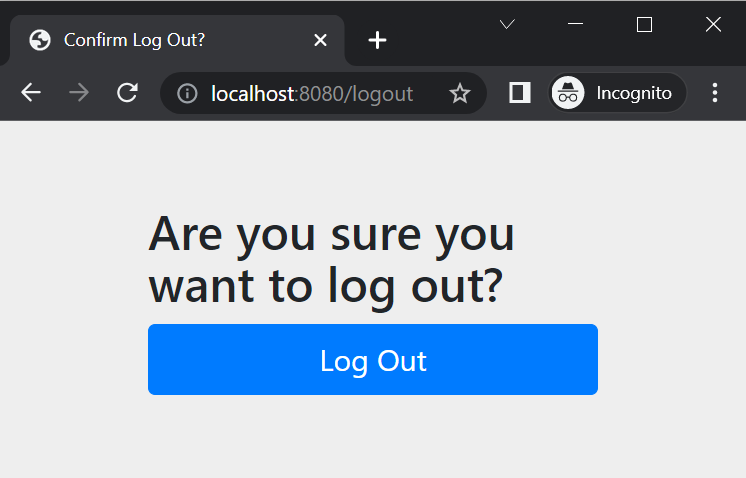 Confirm Log Out?
localhost:8080/logout
Incognito
Are you sure you
want to log out?
Log Out